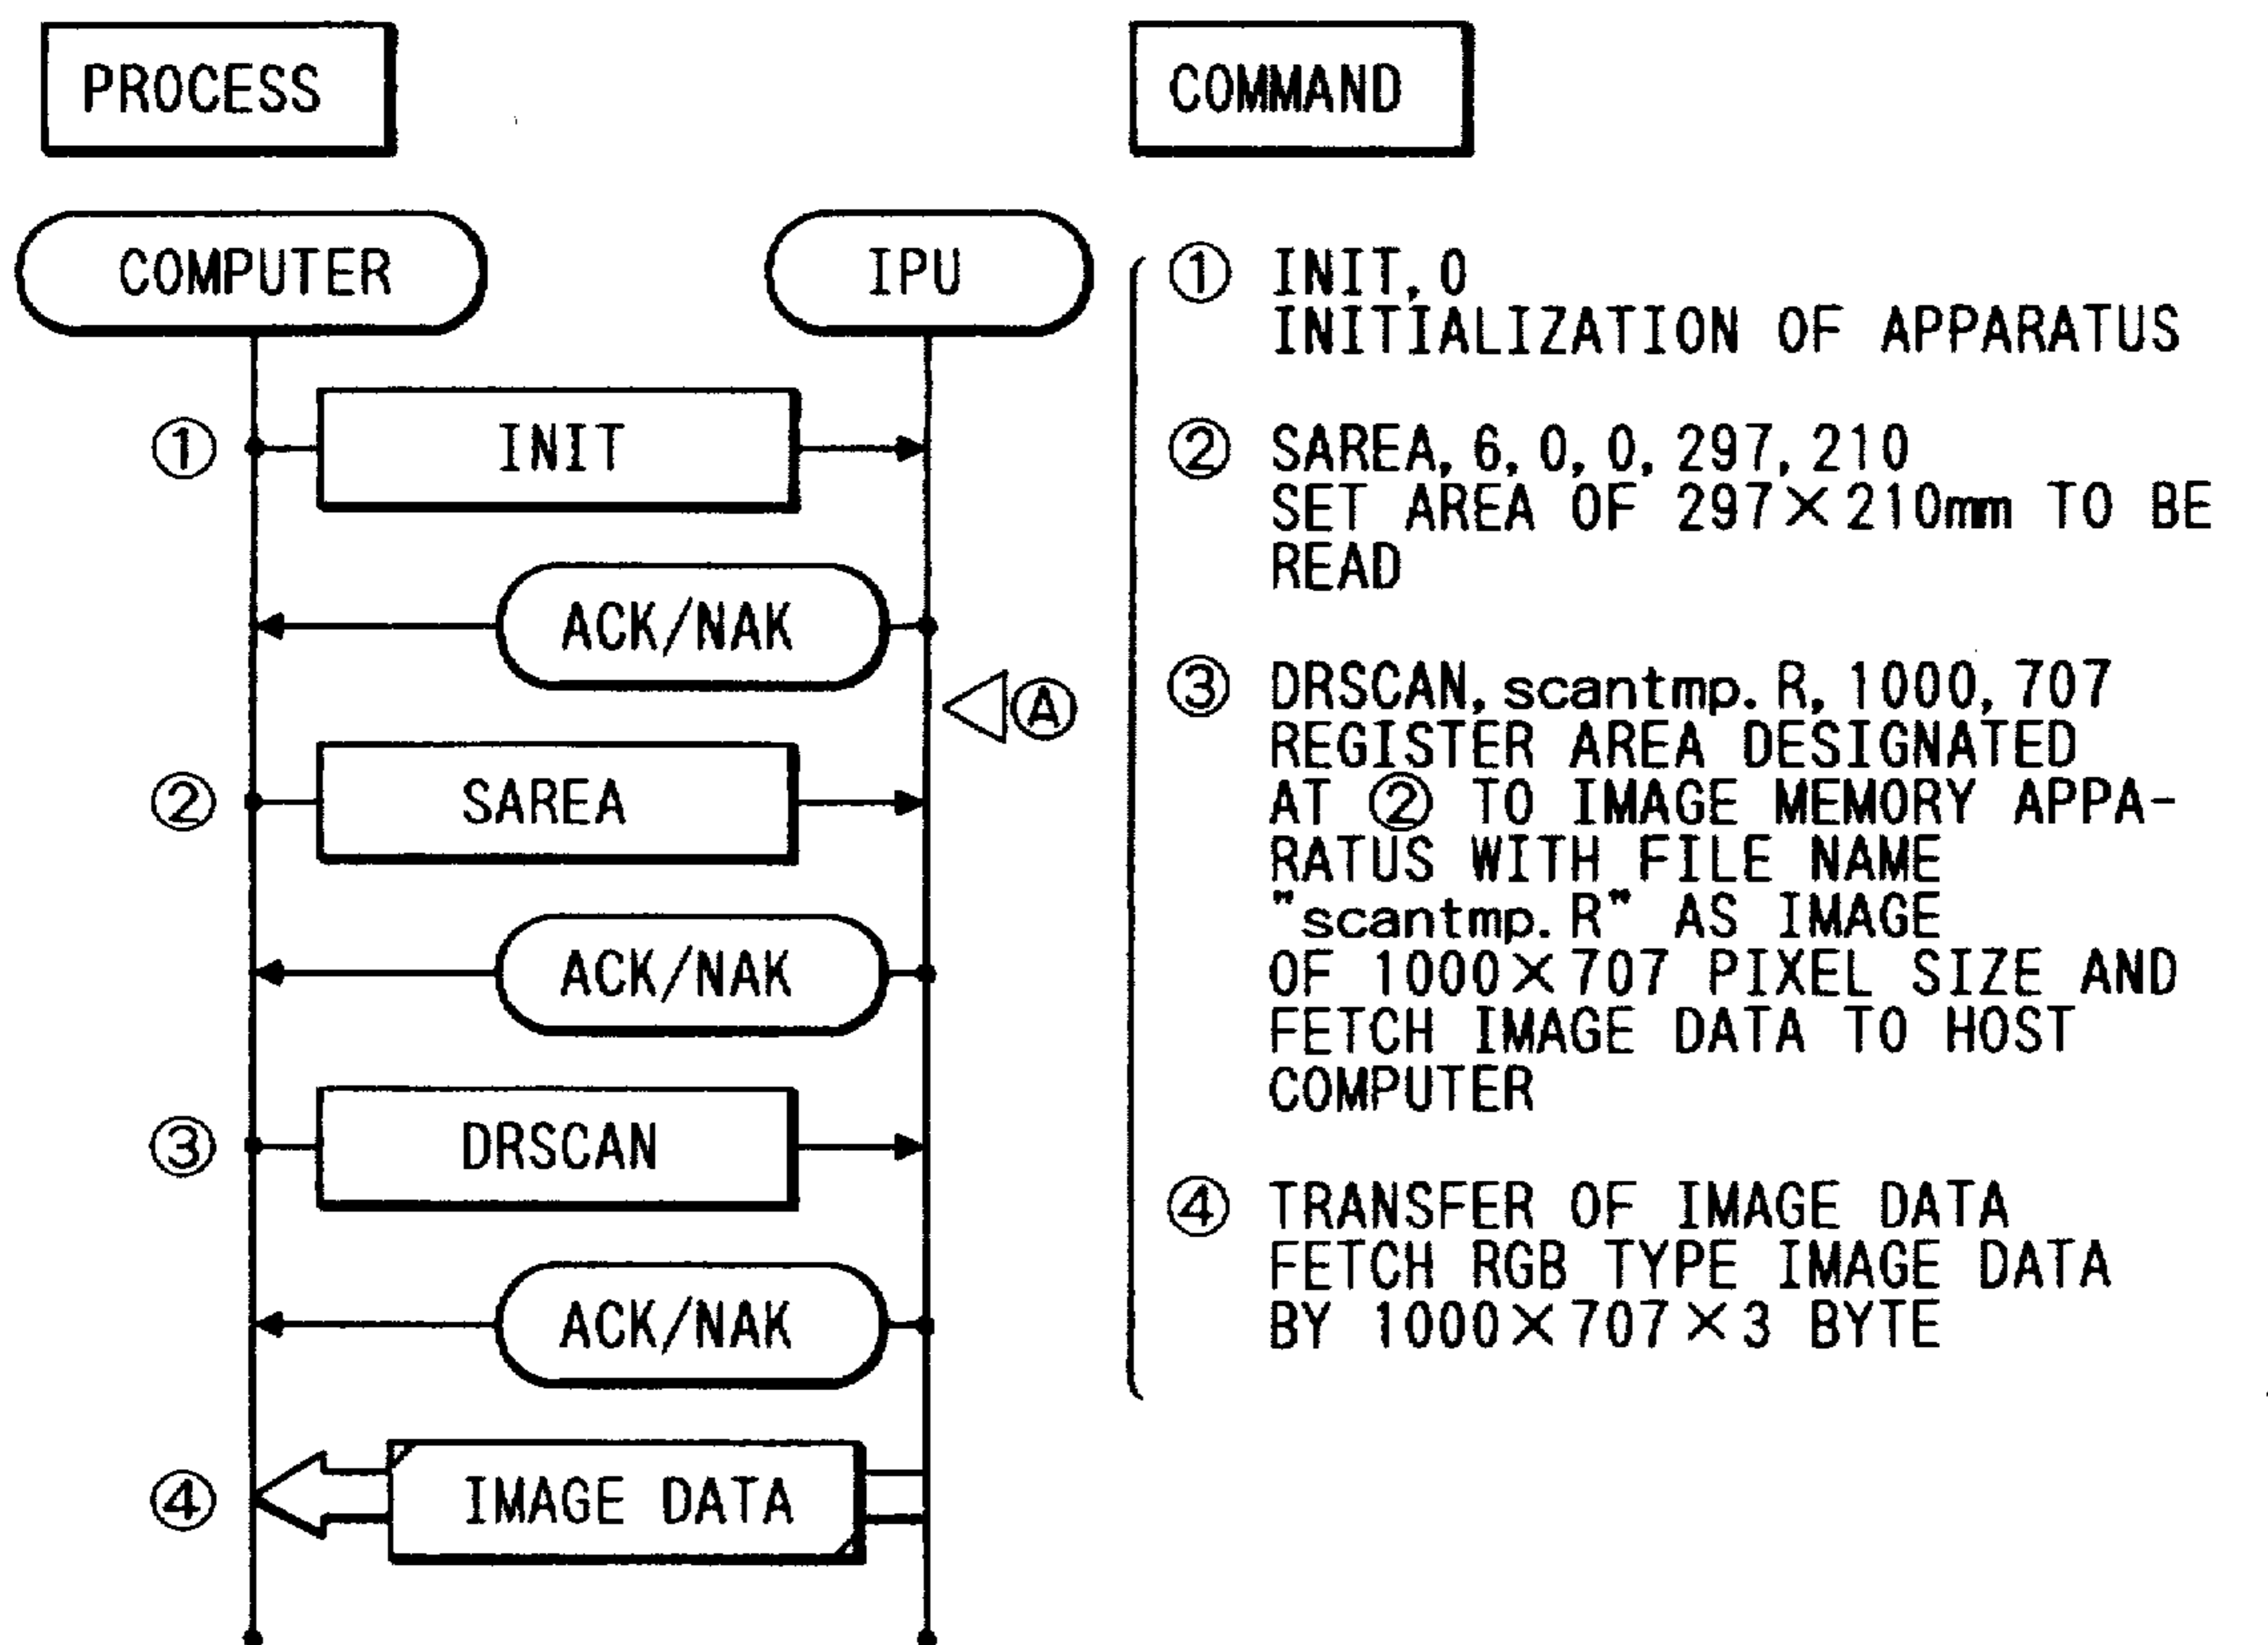 PROCESS
COMMAND
COMPUTER
IPU
① INIT
ACK/NAK
Ⓐ
② SAREA
ACK/NAK
③ DRSCAN
ACK/NAK
④ IMAGE DATA
① INIT,0
INITIALIZATION OF APPARATUS
② SAREA,6,0,0,297,210
SET AREA OF 297×210mm TO BE
READ
③ DRSCAN,scantmp.R,1000,707
REGISTER AREA DESIGNATED
AT ② TO IMAGE MEMORY APPA-
RATUS WITH FILE NAME
"scantmp.R" AS IMAGE
OF 1000×707 PIXEL SIZE AND
FETCH IMAGE DATA TO HOST
COMPUTER
④ TRANSFER OF IMAGE DATA
FETCH RGB TYPE IMAGE DATA
BY 1000×707×3 BYTE